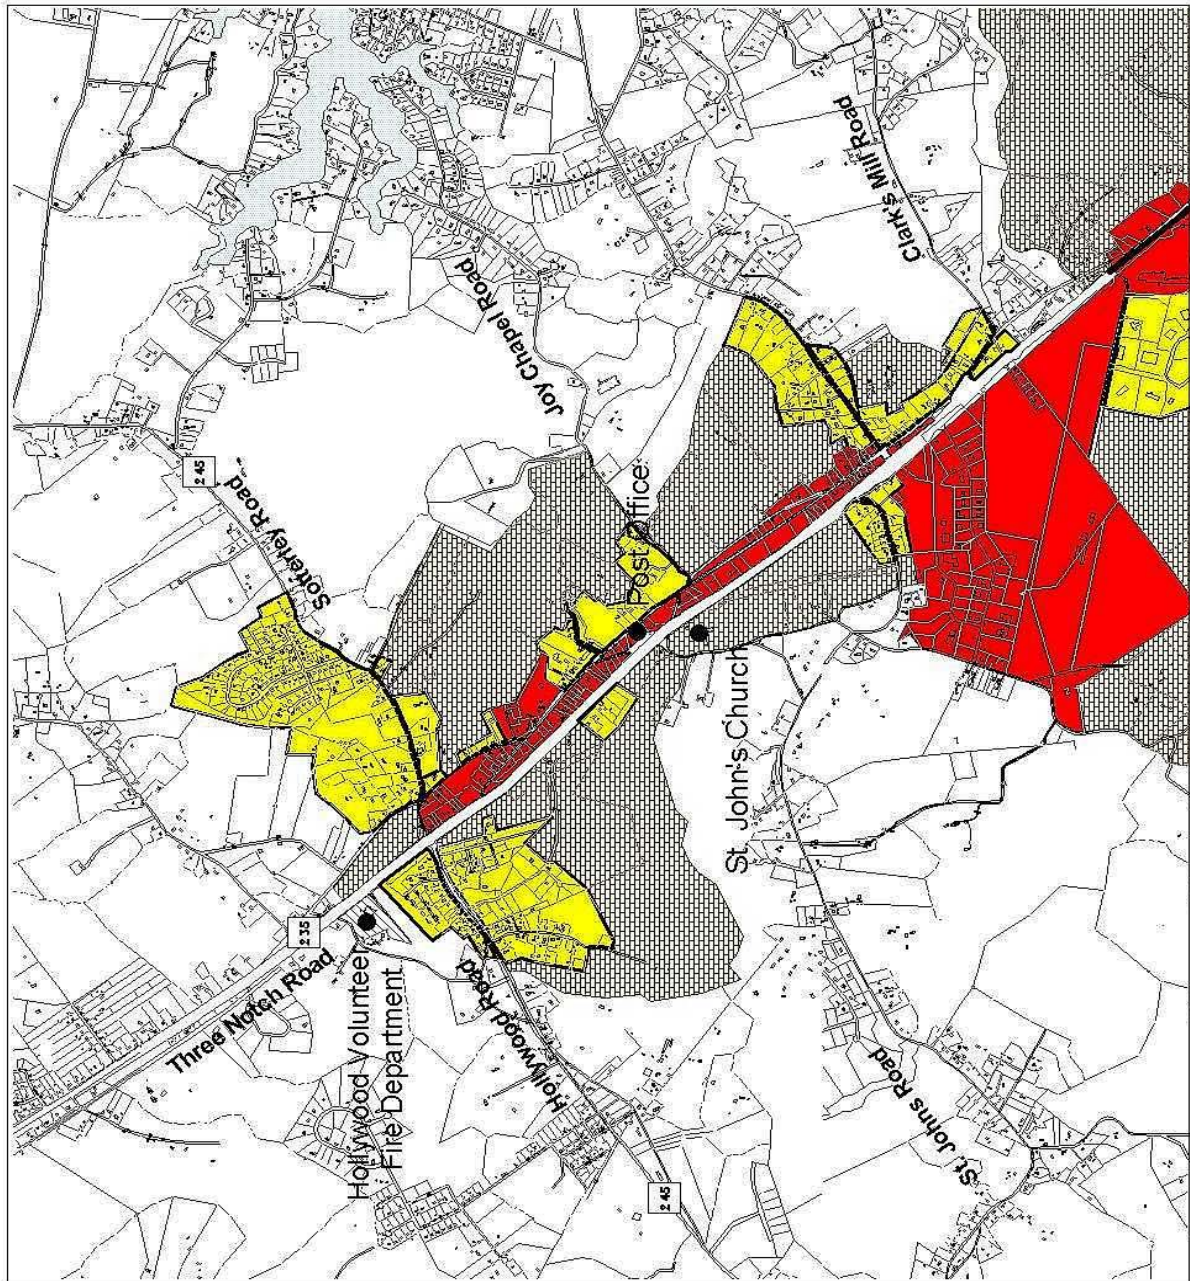 Clark's Mill Road
Joy Chapel Road
245
Sotterley Road
Post Office
St. John's Church
235
Three Notch Road
Hollywood Volunteer
Fire Department
Hollywood Road
St. Johns Road
245